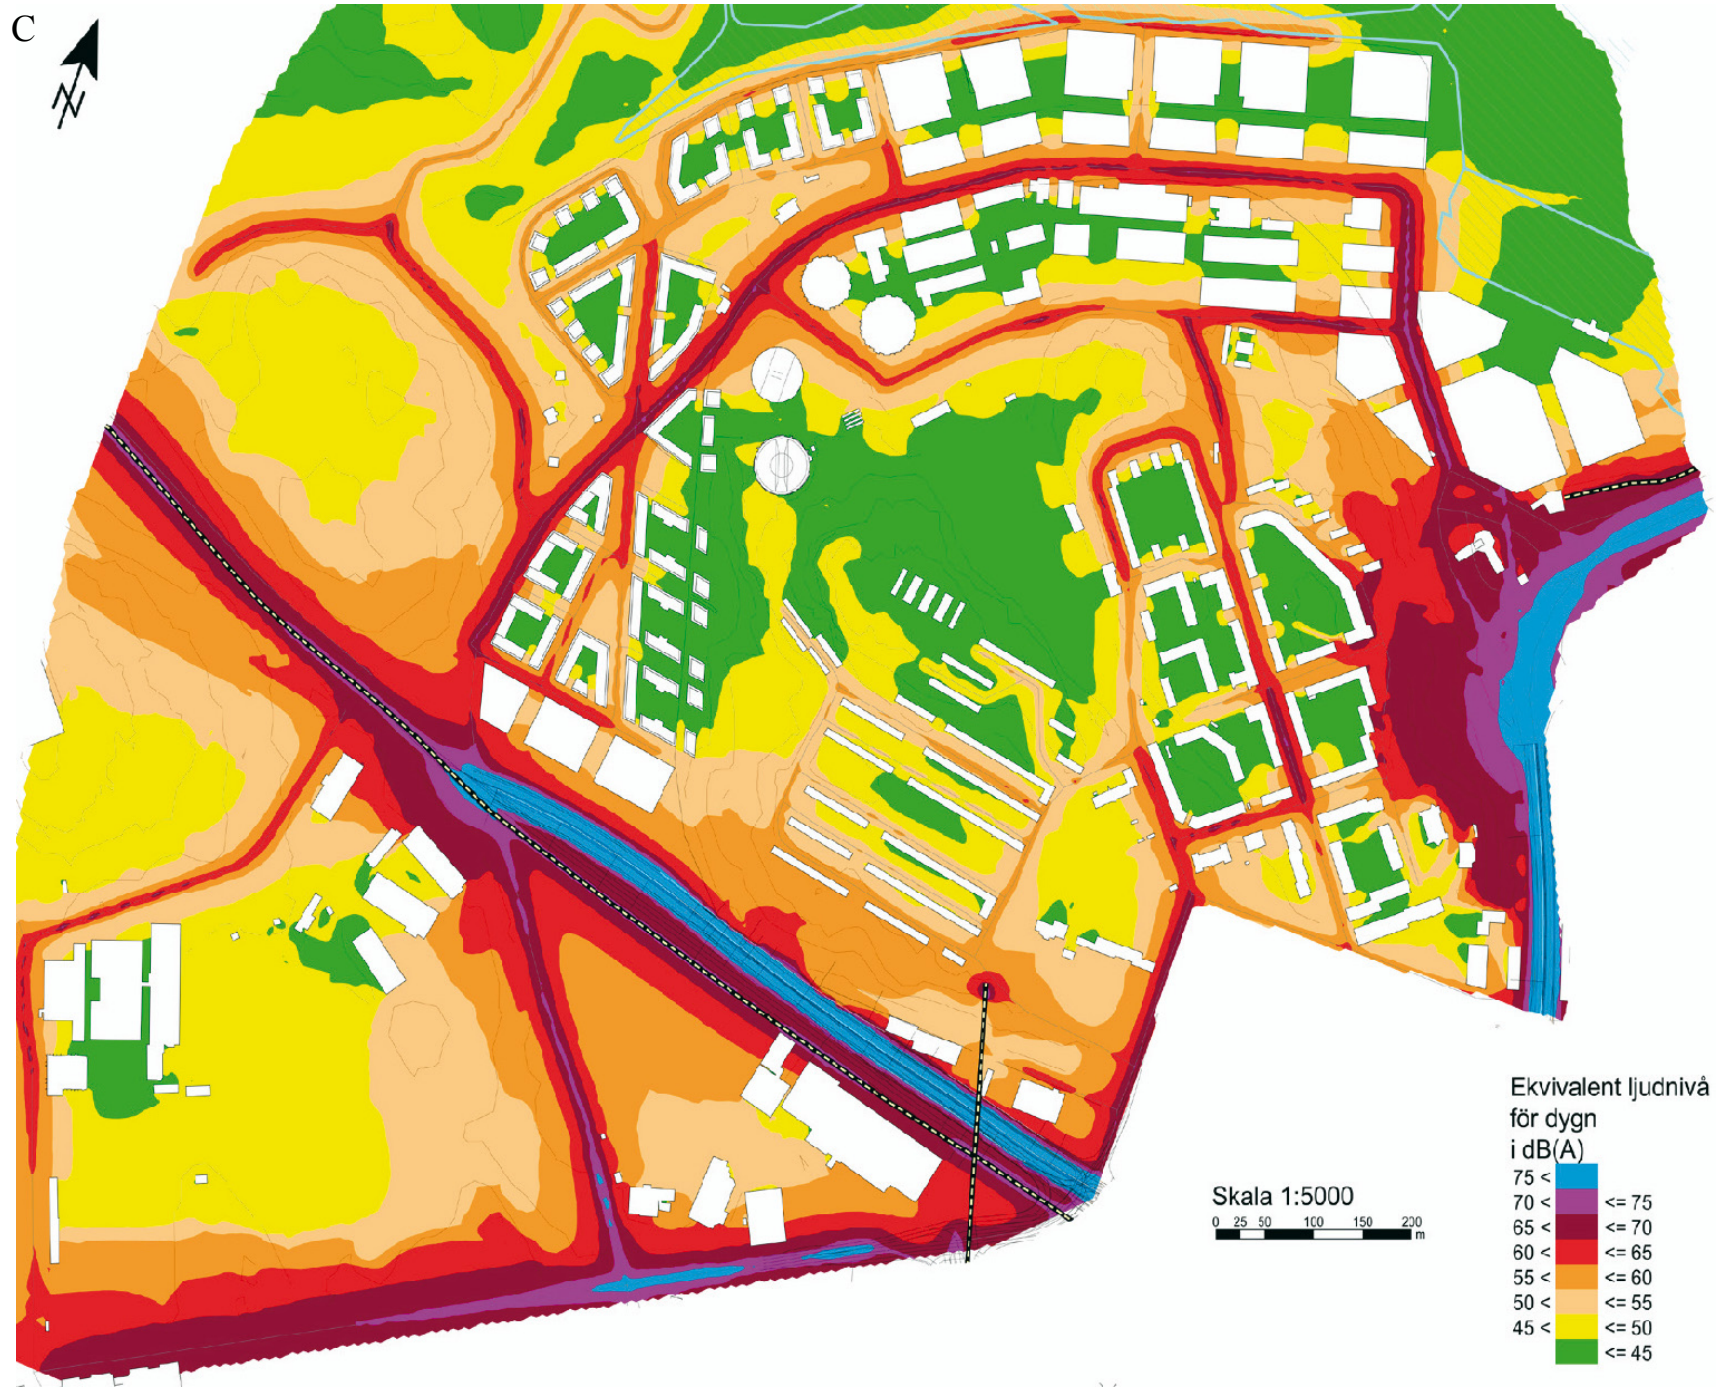 C
N
Ekvivalent ljudnivå
för dygn
i dB(A)
75 <
70 < <= 75
65 < <= 70
60 < <= 65
55 < <= 60
50 < <= 55
45 < <= 50
<= 45
Skala 1:5000
0 25 50 100 150 200
m